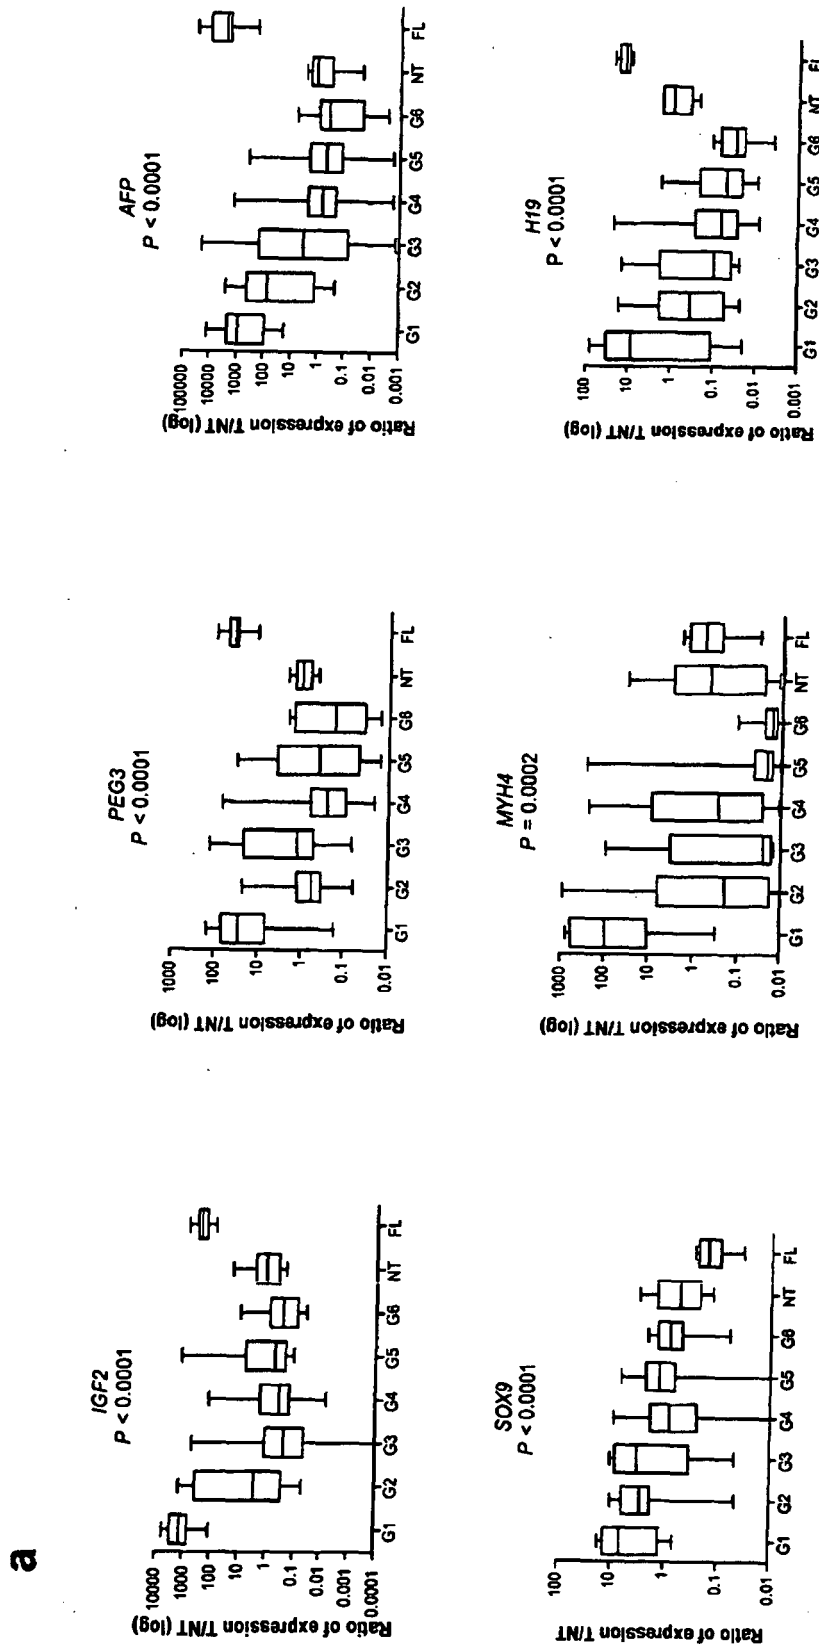 a
IGF2
P < 0.0001
Ratio of expression T/NT (log)
10000
1000
100
10
1
0.1
0.01
0.001
0.0001
G1 G2 G3 G4 G5 G6 NT FL
PEG3
P < 0.0001
Ratio of expression T/NT (log)
1000
100
10
1
0.1
0.01
G1 G2 G3 G4 G5 G6 NT FL
AFP
P < 0.0001
Ratio of expression T/NT (log)
100000
10000
1000
100
10
1
0.1
0.01
0.001
G1 G2 G3 G4 G5 G6 NT FL
SOX9
P < 0.0001
Ratio of expression T/NT
100
10
1
0.1
0.01
G1 G2 G3 G4 G5 G6 NT FL
MYH4
P = 0.0002
Ratio of expression T/NT (log)
1000
100
10
1
0.1
0.01
G1 G2 G3 G4 G5 G6 NT FL
H19
P < 0.0001
Ratio of expression T/NT (log)
100
10
1
0.1
0.01
0.001
G1 G2 G3 G4 G5 G6 NT FL